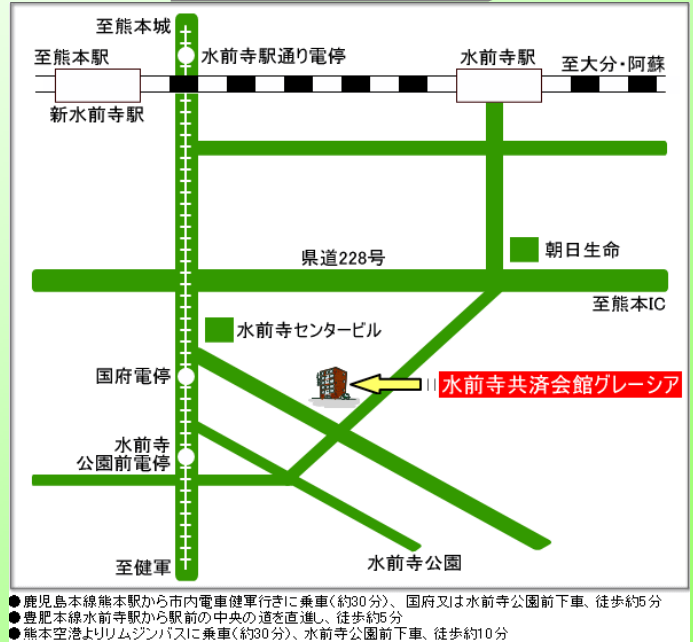 至熊本城
水前寺駅通り電停
至熊本駅
水前寺駅
至大分・阿蘇
新水前寺駅
朝日生命
県道228号
至熊本IC
水前寺センタービル
国府電停
水前寺共済会館グレーシア
水前寺
公園前電停
水前寺公園
至健軍
●鹿児島本線熊本駅から市内電車健軍行きに乗車(約30分)、国府又は水前寺公園前下車、徒歩約5分
●豊肥本線水前寺駅から駅前の中央の道を直進し、徒歩約5分
●熊本空港よりリムジンバスに乗車(約30分)、水前寺公園前下車、徒歩約10分